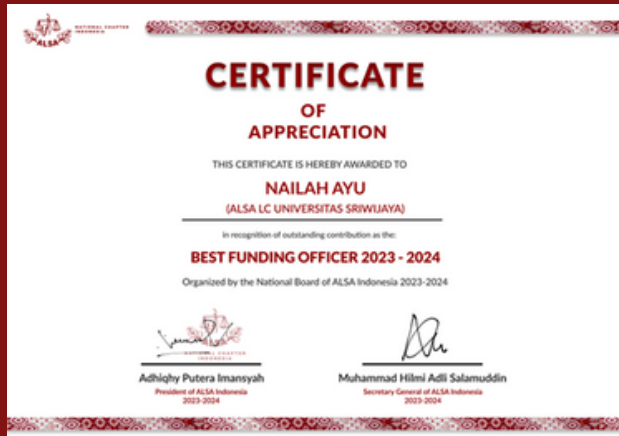 ALSA
NATIONAL CHAPTER
INDONESIA
CERTIFICATE
OF
APPRECIATION
THIS CERTIFICATE IS HEREBY AWARDED TO
NAILAH AYU
(ALSA LC UNIVERSITAS SRIWIJAYA)
in recognition of outstanding contribution as the:
BEST FUNDING OFFICER 2023 - 2024
Organized by the National Board of ALSA Indonesia 2023-2024
NATIONAL CHAPTER
INDONESIA
Adhiqhy Putera Imansyah
President of ALSA Indonesia
2023-2024
Muhammad Hilmi Adli Salamuddin
Secretary General of ALSA Indonesia
2023-2024